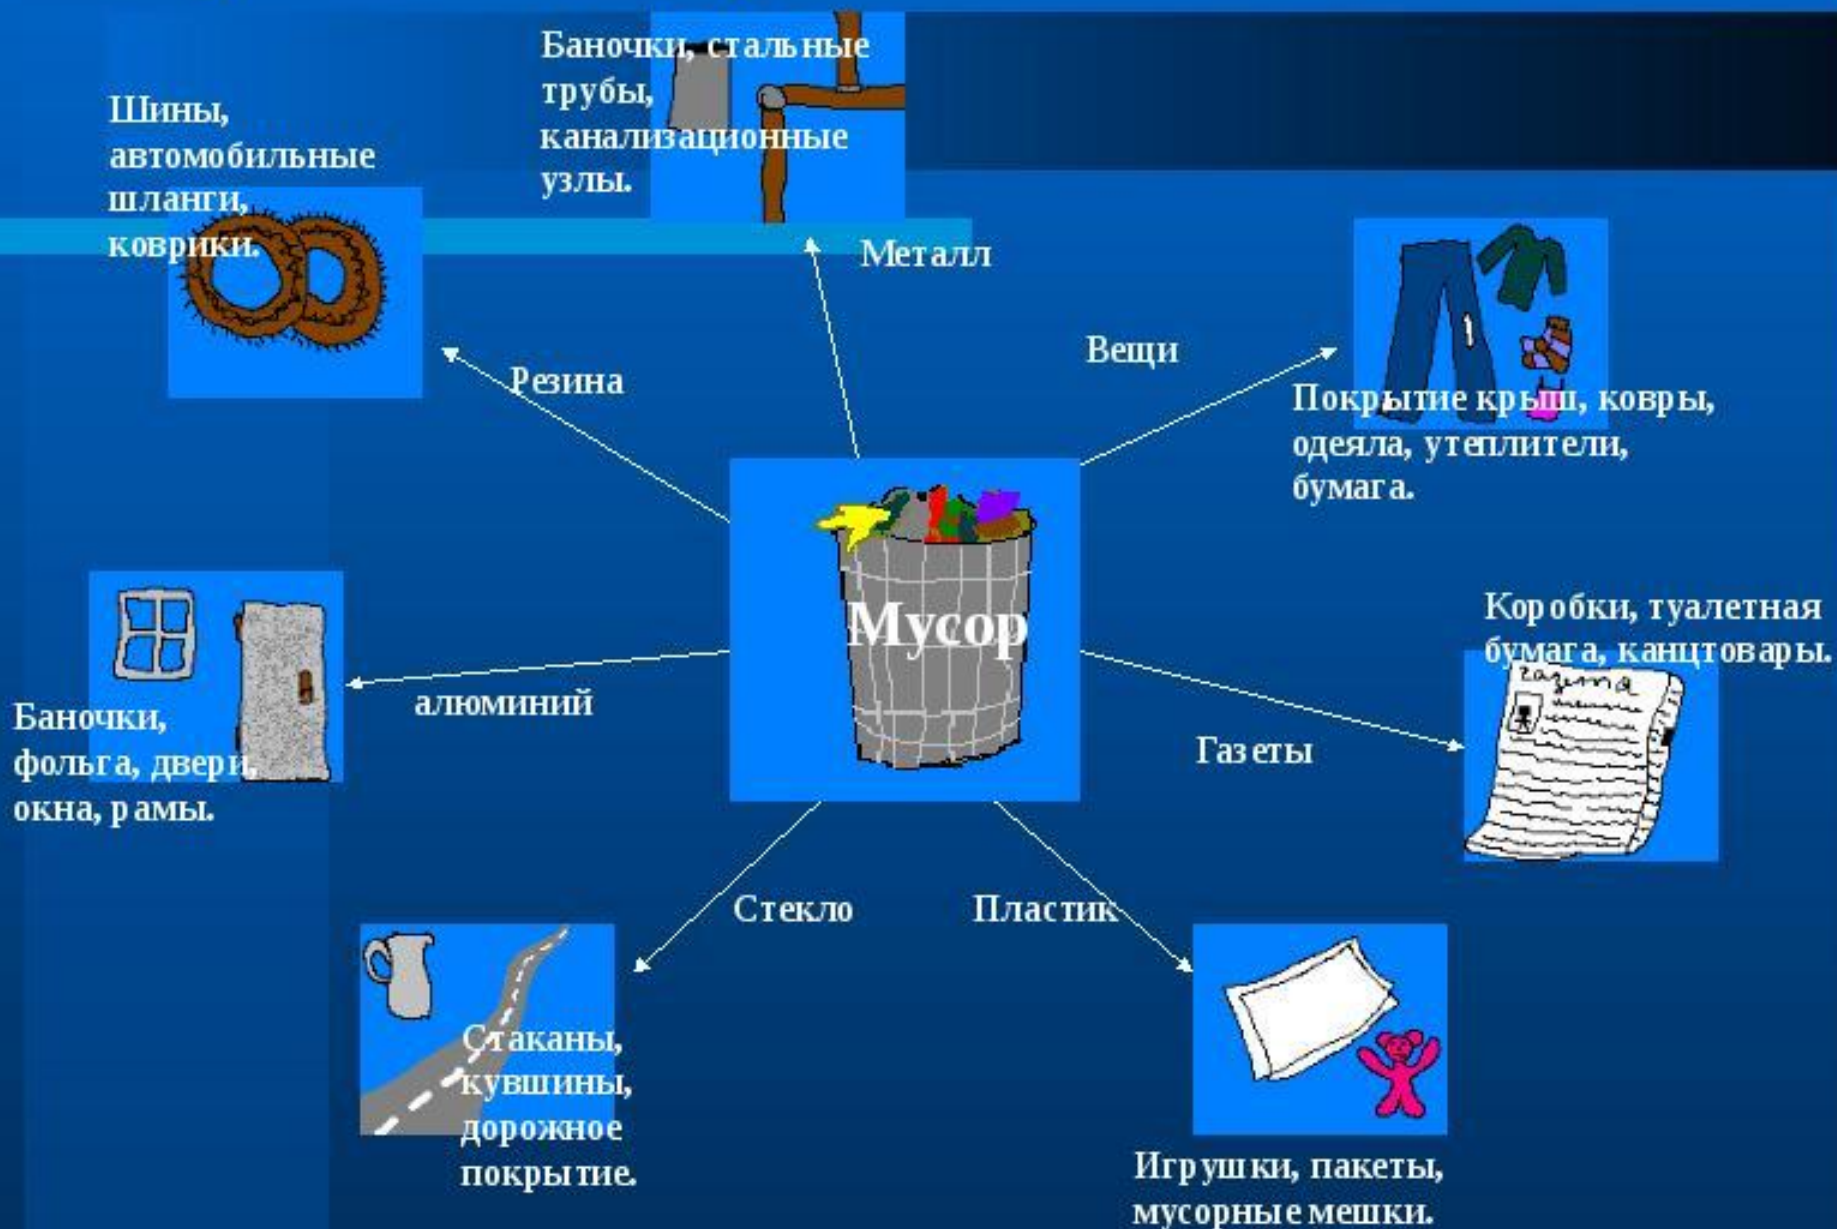 Баночки, стальные
трубы,
канализационные
узлы.
Шины,
автомобильные
шланги,
коврики.
Металл
Вещи
Резина
Покрытие крыш, ковры,
одеяла, утеплители,
бумага.
Мусор
Коробки, туалетная
бумага, канцтовары.
газета
алюминий
Баночки,
фольга, двери,
окна, рамы.
Газеты
Стекло
Пластик
Стаканы,
кувшины,
дорожное
покрытие.
Игрушки, пакеты,
мусорные мешки.